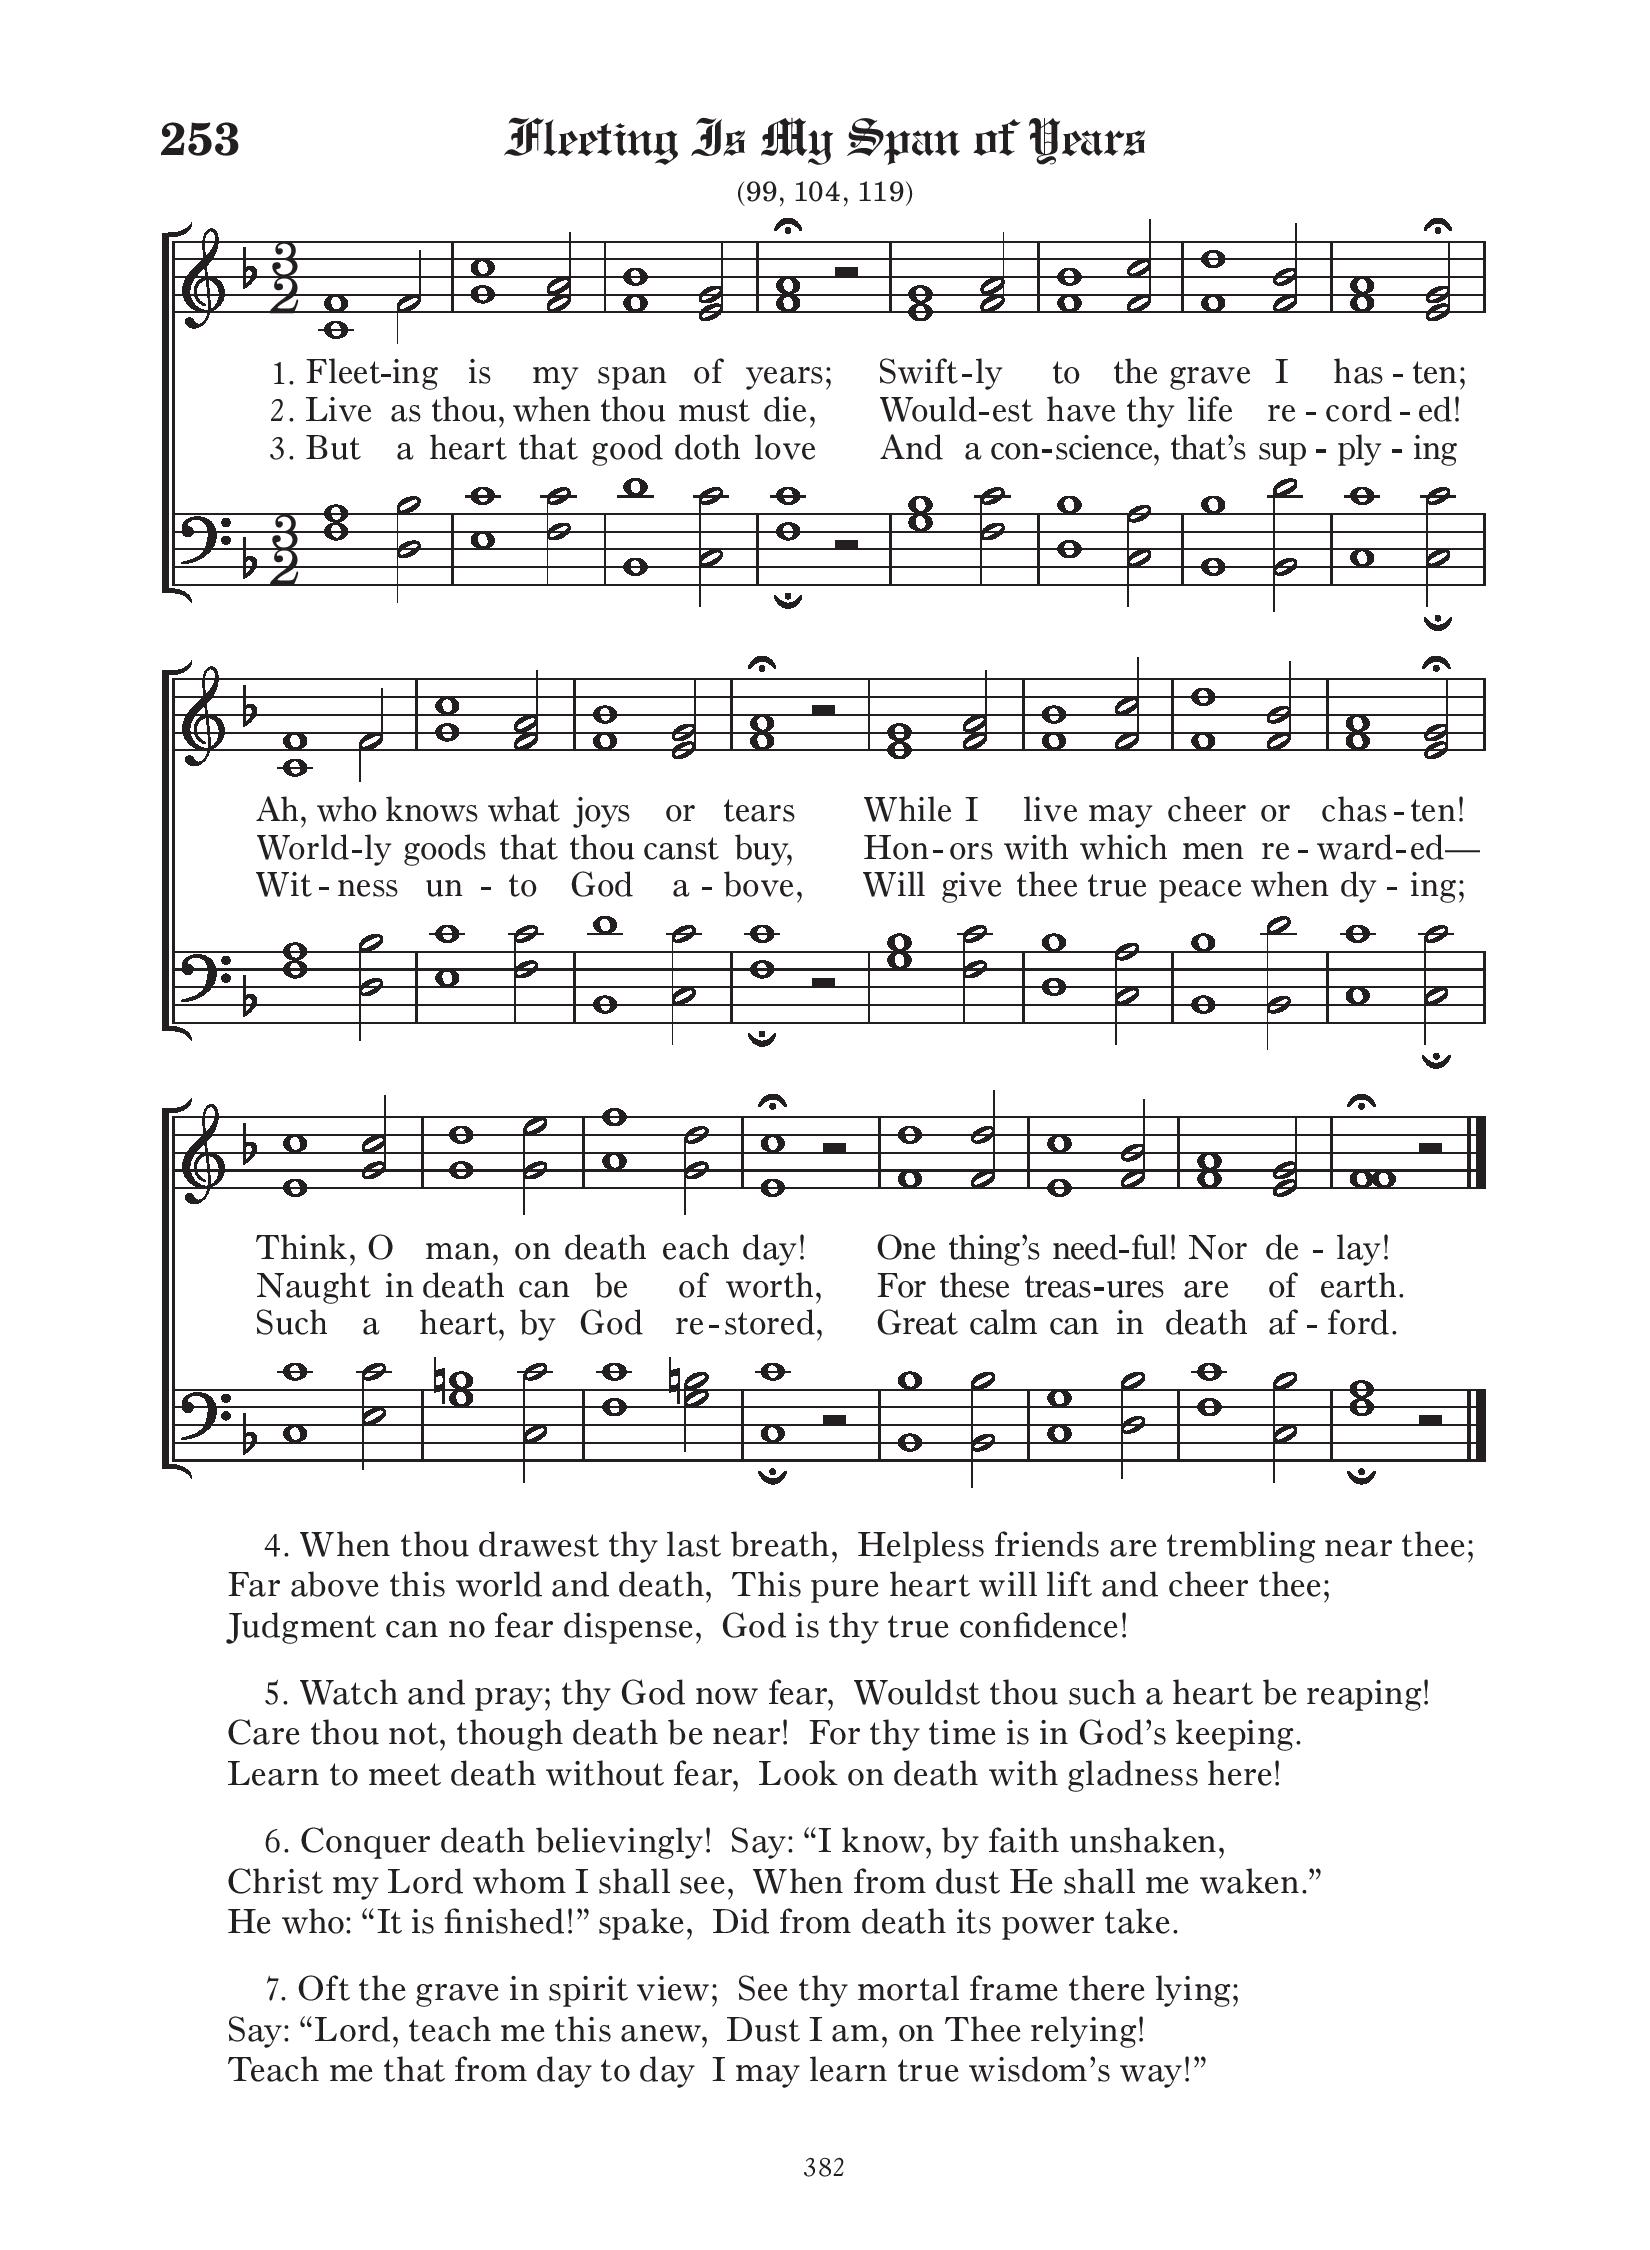 253 Fleeting Is My Span of Years
(99, 104, 119)
1. Fleet-ing is my span of years; Swift-ly to the grave I has-ten;
2. Live as thou, when thou must die, Would-est have thy life re-cord-ed!
3. But a heart that good doth love And a con-science, that’s sup-ply-ing
Ah, who knows what joys or tears While I live may cheer or chas-ten!
World-ly goods that thou canst buy, Hon-ors with which men re-ward-ed—
Wit-ness un-to God a-bove, Will give thee true peace when dy-ing;
Think, O man, on death each day! One thing’s need-ful! Nor de-lay!
Naught in death can be of worth, For these treas-ures are of earth.
Such a heart, by God re-stored, Great calm can in death af-ford.
4. When thou drawest thy last breath, Helpless friends are trembling near thee;
Far above this world and death, This pure heart will lift and cheer thee;
Judgment can no fear dispense, God is thy true confidence!
5. Watch and pray; thy God now fear, Wouldst thou such a heart be reaping!
Care thou not, though death be near! For thy time is in God’s keeping.
Learn to meet death without fear, Look on death with gladness here!
6. Conquer death believingly! Say: “I know, by faith unshaken,
Christ my Lord whom I shall see, When from dust He shall me waken.”
He who: “It is finished!” spake, Did from death its power take.
7. Oft the grave in spirit view; See thy mortal frame there lying;
Say: “Lord, teach me this anew, Dust I am, on Thee relying!
Teach me that from day to day I may learn true wisdom’s way!”
382